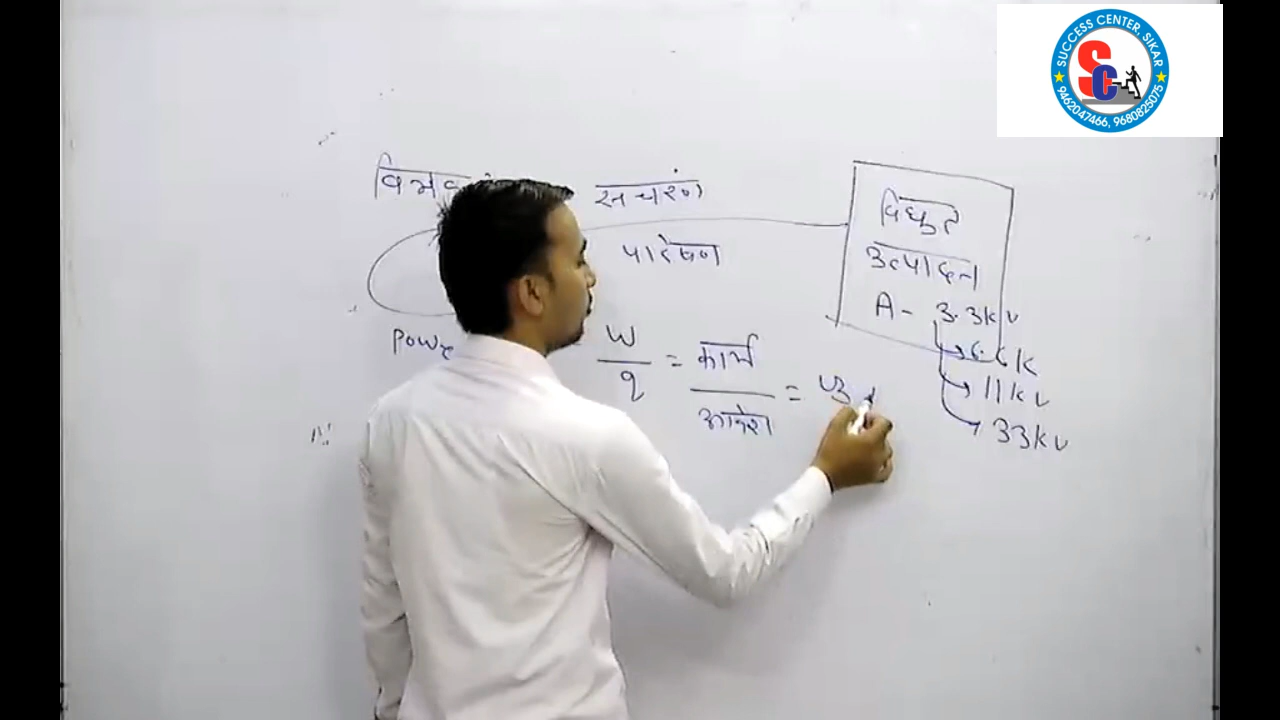 SUCCESS CENTER, SIKAR
SC
9462047466, 9680825075
संचरण
पारेषण
विधुत
उत्पादन
A - 3.3kv
6.6k
11kv
33kv
Powe
W/q = कार्य/आवेश =